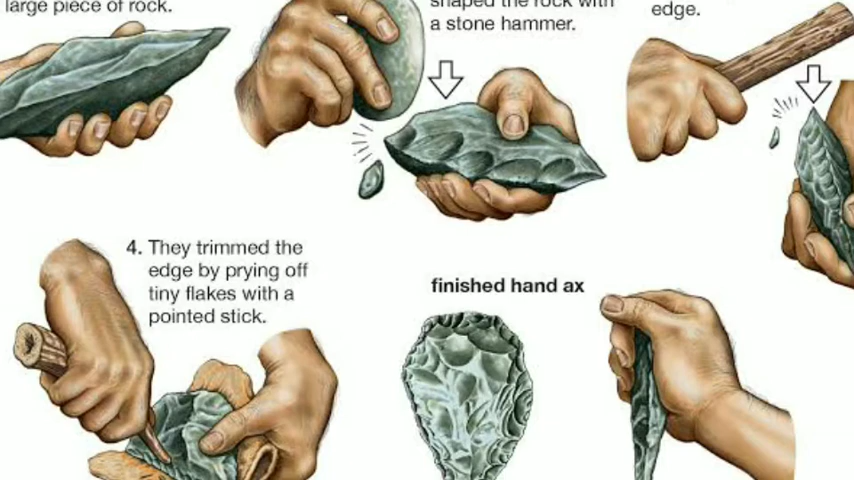 large piece of rock.
shaped the rock with
a stone hammer.
edge.
4. They trimmed the
edge by prying off
tiny flakes with a
pointed stick.
finished hand ax